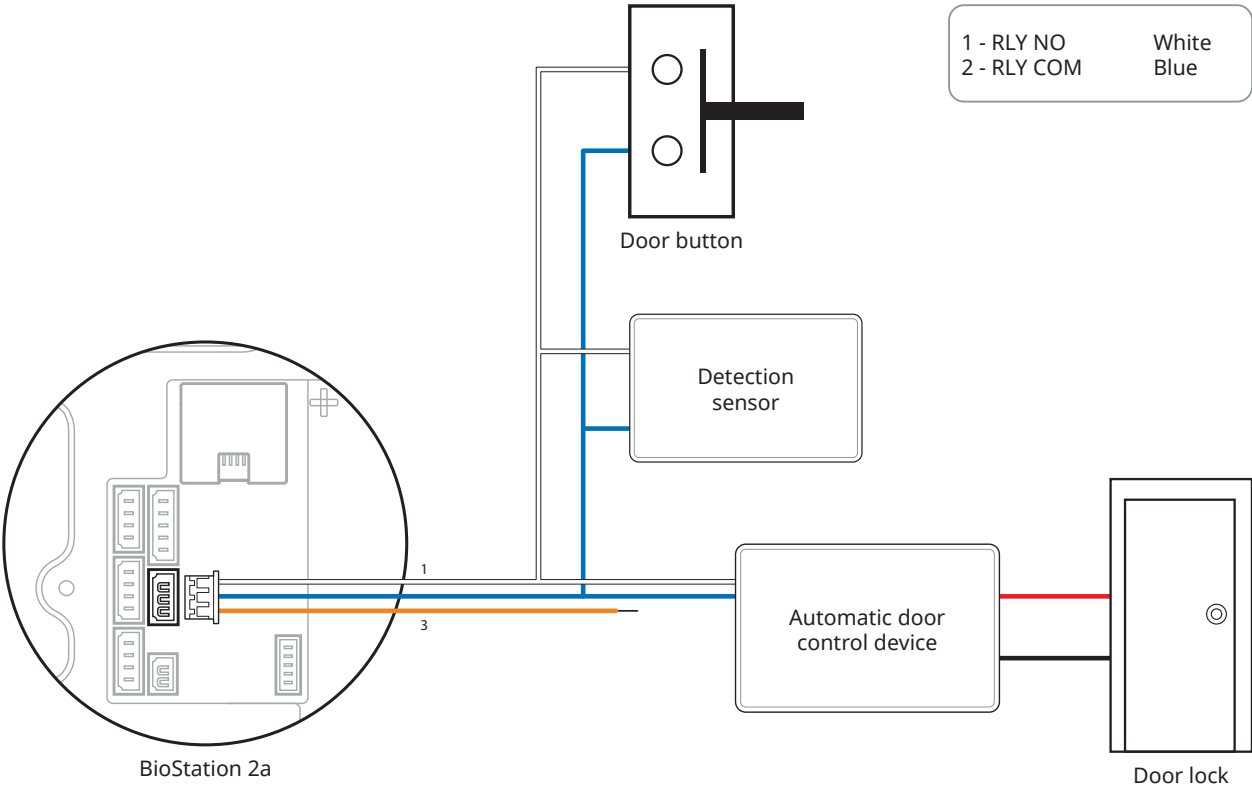 1 - RLY NO White
2 - RLY COM Blue
Door button
Detection
sensor
1
3
Automatic door
control device
BioStation 2a
Door lock